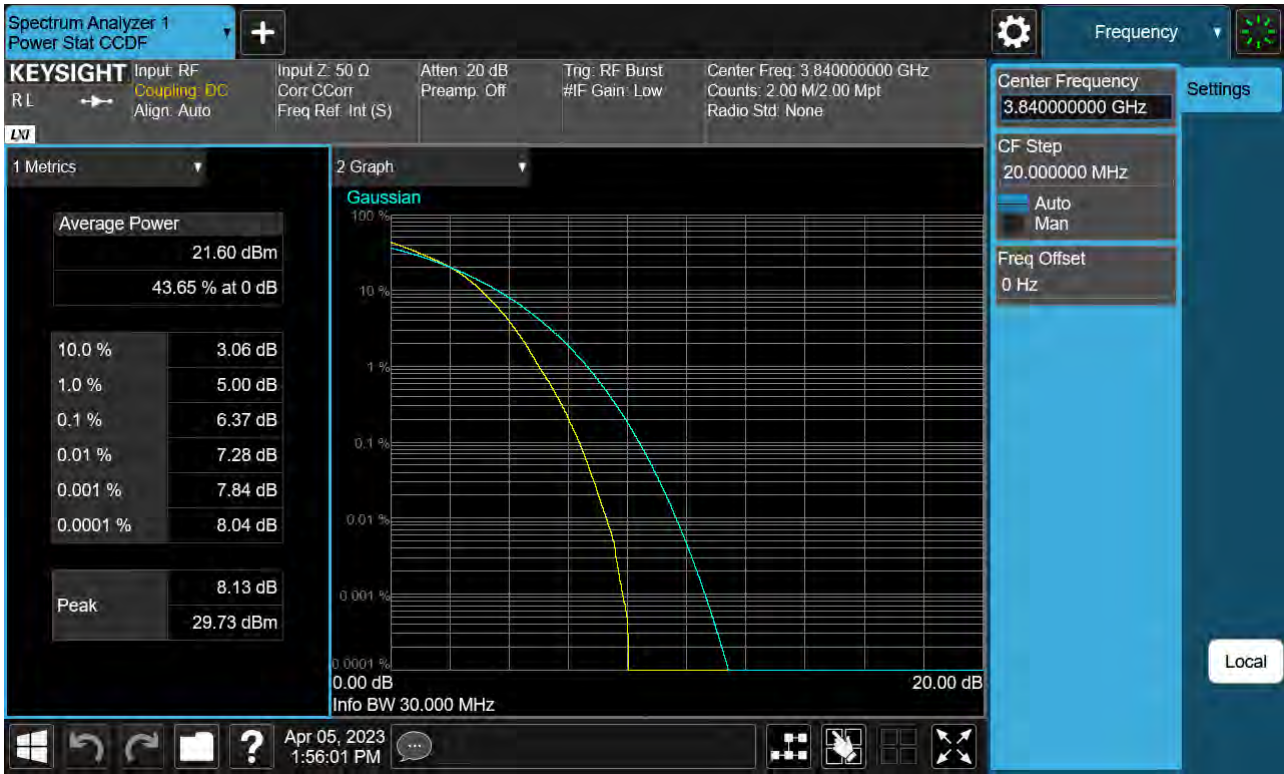 Spectrum Analyzer 1
Power Stat CCDF
+
Frequency
KEYSIGHT
RL
LXI
Input: RF
Coupling: DC
Align: Auto
Input Z: 50 Ω
Corr CCorr
Freq Ref: Int (S)
Atten: 20 dB
Preamp: Off
Trig: RF Burst
#IF Gain: Low
Center Freq: 3.840000000 GHz
Counts: 2.00 M/2.00 Mpt
Radio Std: None
Center Frequency
3.840000000 GHz
Settings
CF Step
20.000000 MHz
Auto
Man
Freq Offset
0 Hz
1 Metrics
Average Power
21.60 dBm
43.65 % at 0 dB
10.0 % 3.06 dB
1.0 % 5.00 dB
0.1 % 6.37 dB
0.01 % 7.28 dB
0.001 % 7.84 dB
0.0001 % 8.04 dB
Peak
8.13 dB
29.73 dBm
2 Graph
Gaussian
100 %
10 %
1 %
0.1 %
0.01 %
0.001 %
0.0001 %
0.00 dB 20.00 dB
Info BW 30.000 MHz
Local
?
Apr 05, 2023
1:56:01 PM